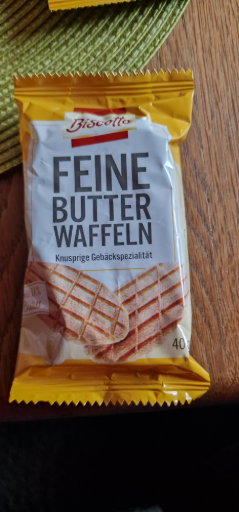 Biscotto
FEINE
BUTTER
WAFFELN
Knusprige Gebäckspezialität
40